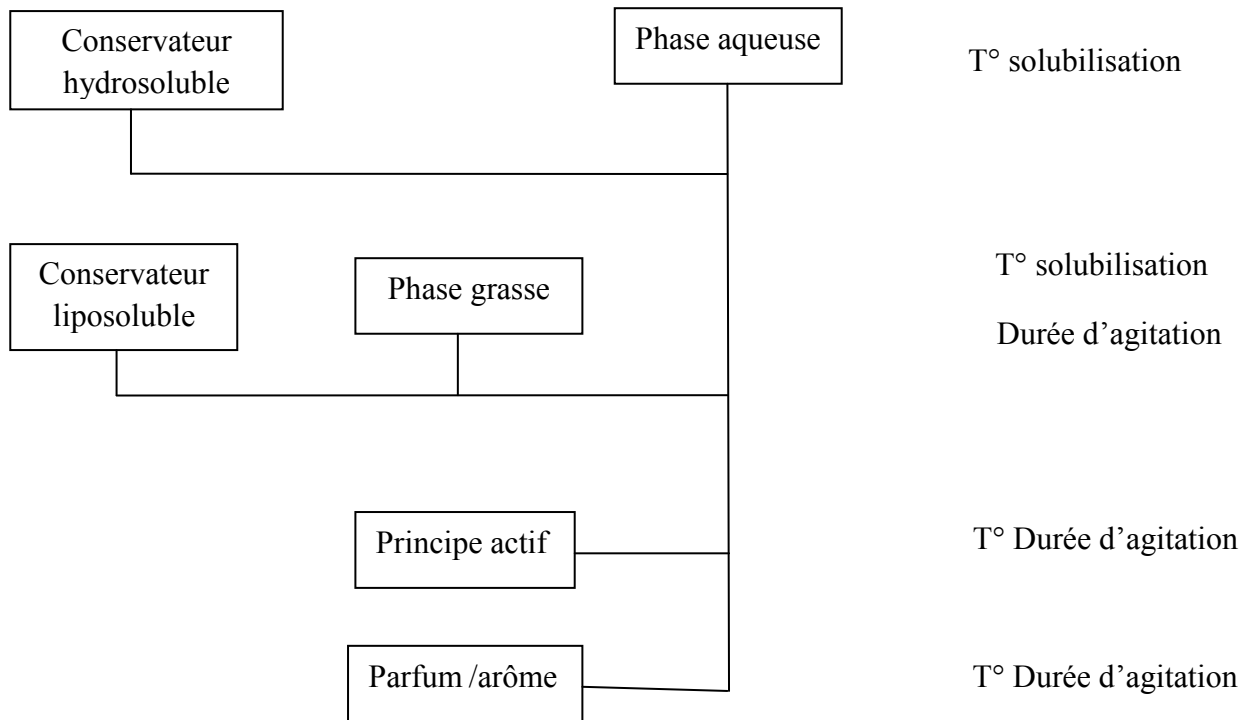 Conservateur
hydrosoluble
Phase aqueuse
T° solubilisation
Conservateur
liposoluble
Phase grasse
T° solubilisation
Durée d’agitation
Principe actif
T° Durée d’agitation
Parfum /arôme
T° Durée d’agitation